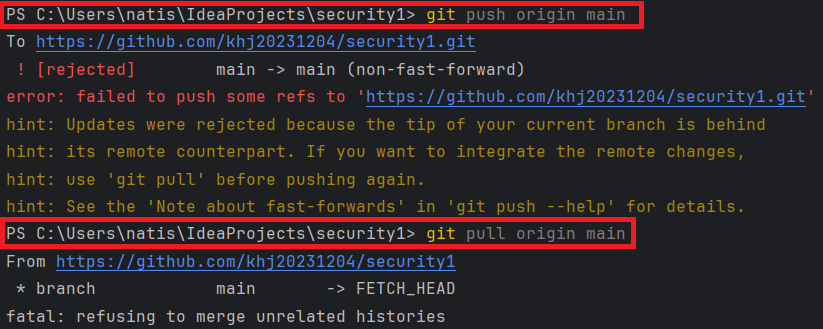 PS C:\Users\natis\IdeaProjects\security1> git push origin main
To https://github.com/khj20231204/security1.git
 ! [rejected]        main -> main (non-fast-forward)
error: failed to push some refs to 'https://github.com/khj20231204/security1.git'
hint: Updates were rejected because the tip of your current branch is behind
hint: its remote counterpart. If you want to integrate the remote changes,
hint: use 'git pull' before pushing again.
hint: See the 'Note about fast-forwards' in 'git push --help' for details.
PS C:\Users\natis\IdeaProjects\security1> git pull origin main
From https://github.com/khj20231204/security1
 * branch            main       -> FETCH_HEAD
fatal: refusing to merge unrelated histories